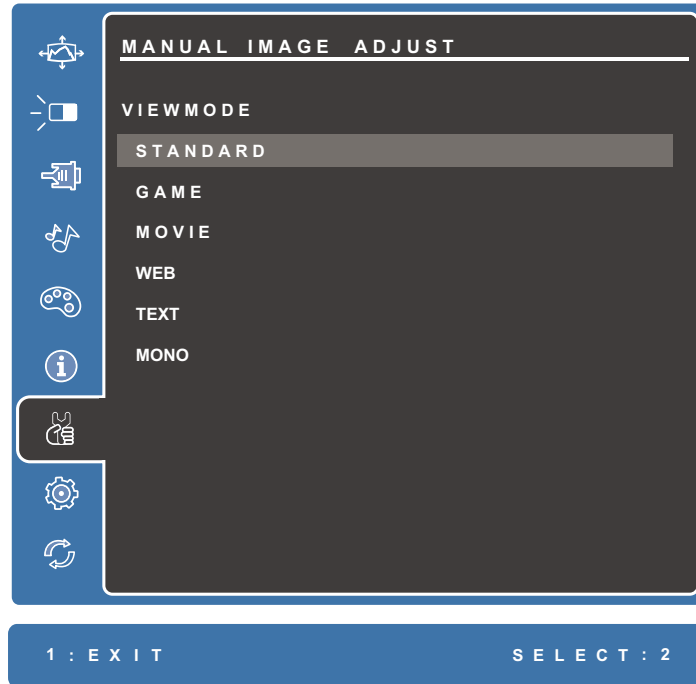 MANUAL IMAGE ADJUST
VIEWMODE
STANDARD
GAME
MOVIE
WEB
TEXT
MONO
1:EXIT SELECT:2